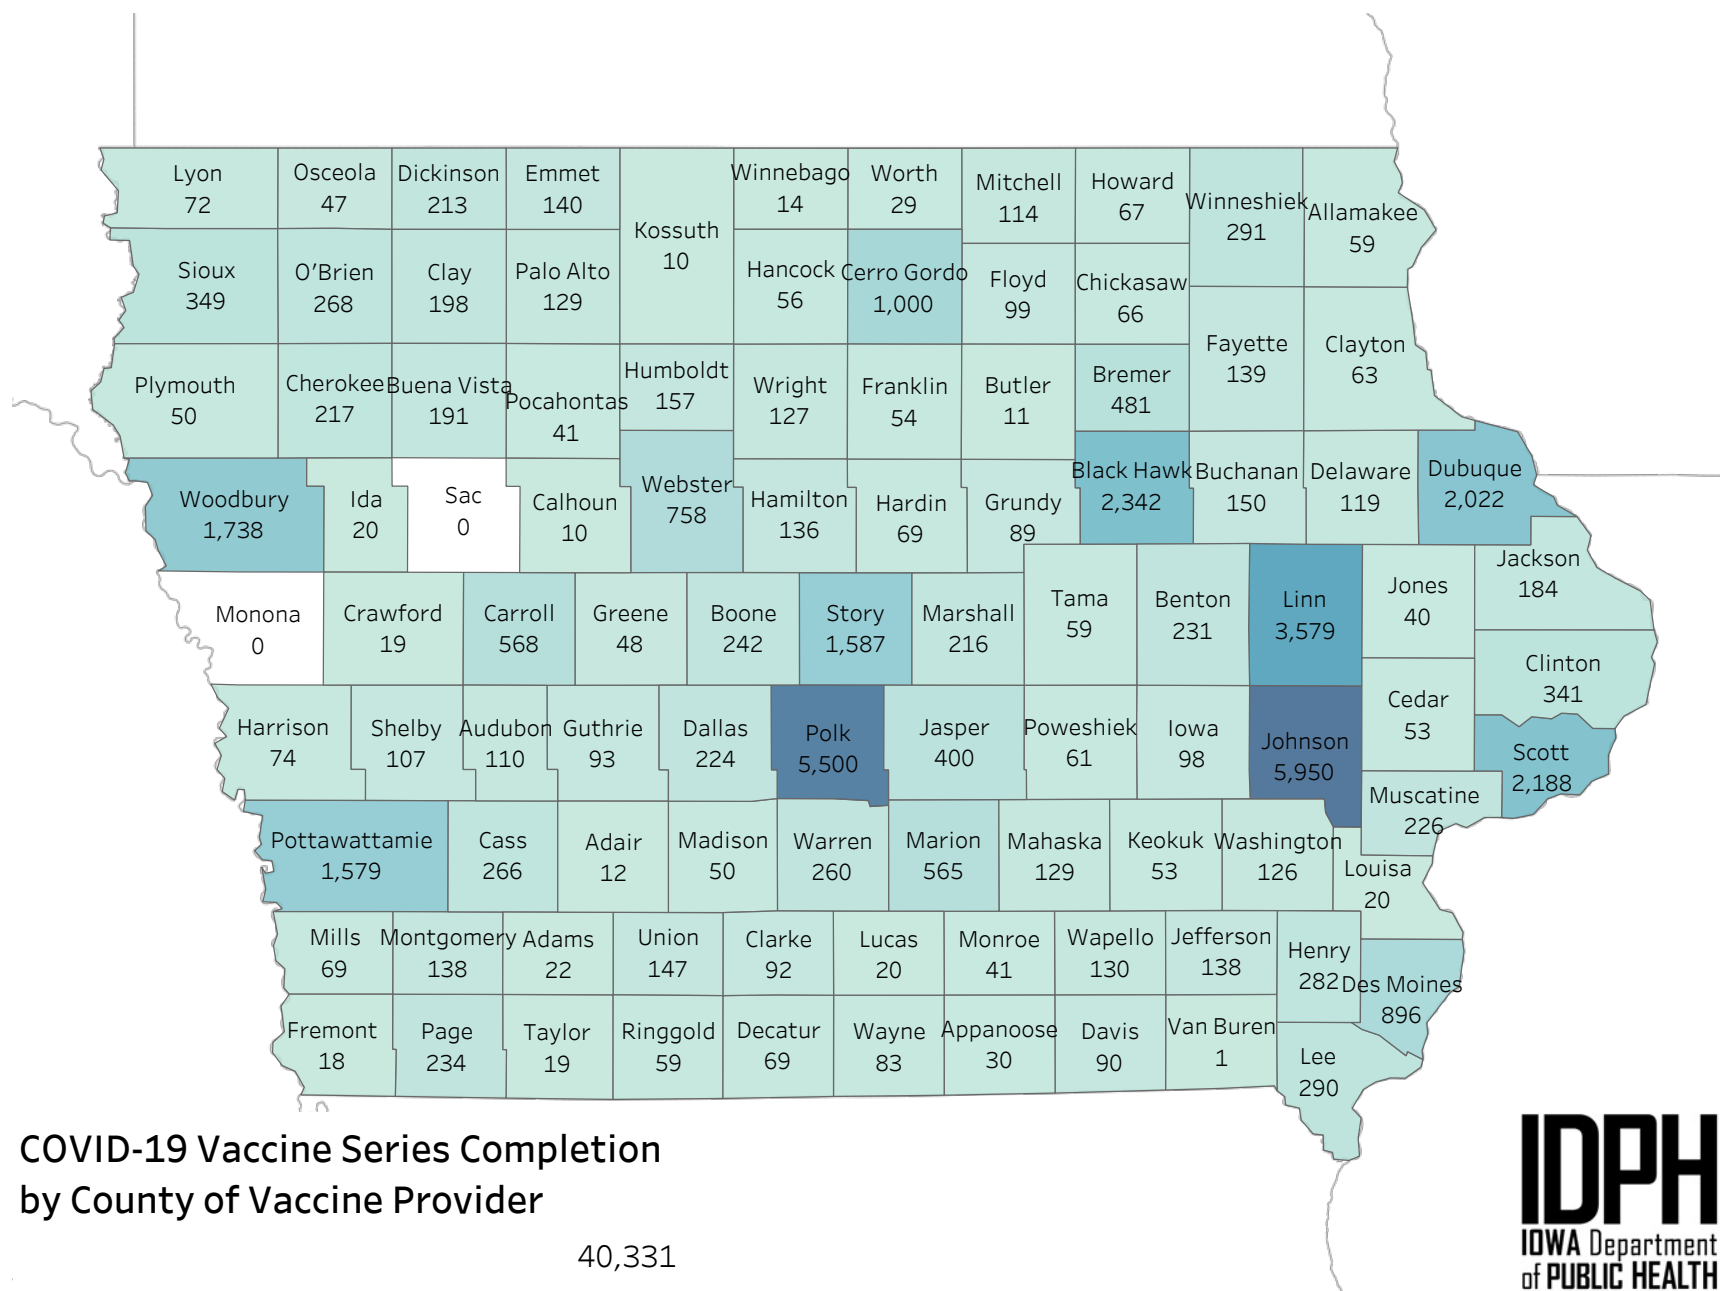 Lyon
72
Osceola
47
Dickinson
213
Emmet
140
Kossuth
10
Winnebago
14
Worth
29
Mitchell
114
Howard
67
Winneshiek
291
Allamakee
59
Sioux
349
O'Brien
268
Clay
198
Palo Alto
129
Hancock
56
Cerro Gordo
1,000
Floyd
99
Chickasaw
66
Plymouth
50
Cherokee
217
Buena Vista
191
Pocahontas
41
Humboldt
157
Wright
127
Franklin
54
Butler
11
Bremer
481
Fayette
139
Clayton
63
Woodbury
1,738
Ida
20
Sac
0
Calhoun
10
Webster
758
Hamilton
136
Hardin
69
Grundy
89
Black Hawk
2,342
Buchanan
150
Delaware
119
Dubuque
2,022
Monona
0
Crawford
19
Carroll
568
Greene
48
Boone
242
Story
1,587
Marshall
216
Tama
59
Benton
231
Linn
3,579
Jones
40
Jackson
184
Clinton
341
Harrison
74
Shelby
107
Audubon
110
Guthrie
93
Dallas
224
Polk
5,500
Jasper
400
Poweshiek
61
Iowa
98
Johnson
5,950
Cedar
53
Scott
2,188
Muscatine
226
Pottawattamie
1,579
Cass
266
Adair
12
Madison
50
Warren
260
Marion
565
Mahaska
129
Keokuk
53
Washington
126
Louisa
20
Mills
69
Montgomery
138
Adams
22
Union
147
Clarke
92
Lucas
20
Monroe
41
Wapello
130
Jefferson
138
Henry
282
Des Moines
896
Fremont
18
Page
234
Taylor
19
Ringgold
59
Decatur
69
Wayne
83
Appanoose
30
Davis
90
Van Buren
1
Lee
290
COVID-19 Vaccine Series Completion
by County of Vaccine Provider
40,331
IDPH
IOWA Department
of PUBLIC HEALTH